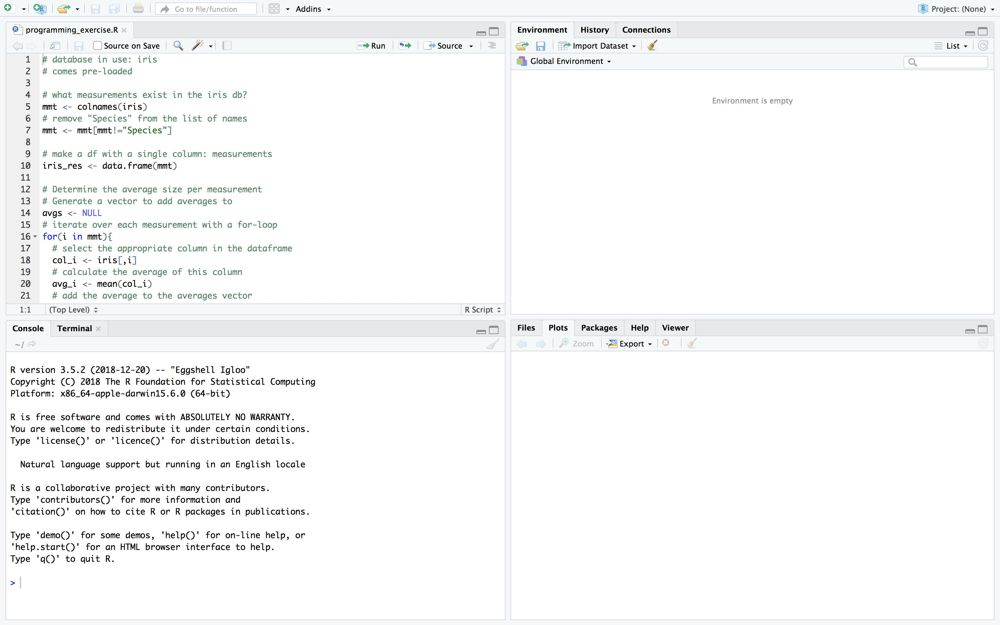 Go to file/function
Addins
Project: (None)
programming_exercise.R
Source on Save
Run
Source
1 # database in use: iris
2 # comes pre-loaded
3
4 # what measurements exist in the iris db?
5 mmt <- colnames(iris)
6 # remove "Species" from the list of names
7 mmt <- mmt[mmt!="Species"]
8
9 # make a df with a single column: measurements
10 iris_res <- data.frame(mmt)
11
12 # Determine the average size per measurement
13 # Generate a vector to add averages to
14 avgs <- NULL
15 # iterate over each measurement with a for-loop
16 for(i in mmt){
17   # select the appropriate column in the dataframe
18   col_i <- iris[,i]
19   # calculate the average of this column
20   avg_i <- mean(col_i)
21   # add the average to the averages vector
1:1 (Top Level) R Script
Console Terminal
~/
R version 3.5.2 (2018-12-20) -- "Eggshell Igloo"
Copyright (C) 2018 The R Foundation for Statistical Computing
Platform: x86_64-apple-darwin15.6.0 (64-bit)
R is free software and comes with ABSOLUTELY NO WARRANTY.
You are welcome to redistribute it under certain conditions.
Type 'license()' or 'licence()' for distribution details.
  Natural language support but running in an English locale
R is a collaborative project with many contributors.
Type 'contributors()' for more information and
'citation()' on how to cite R or R packages in publications.
Type 'demo()' for some demos, 'help()' for on-line help, or
'help.start()' for an HTML browser interface to help.
Type 'q()' to quit R.
>
Environment History Connections
Import Dataset
List
Global Environment
Environment is empty
Files Plots Packages Help Viewer
Zoom Export